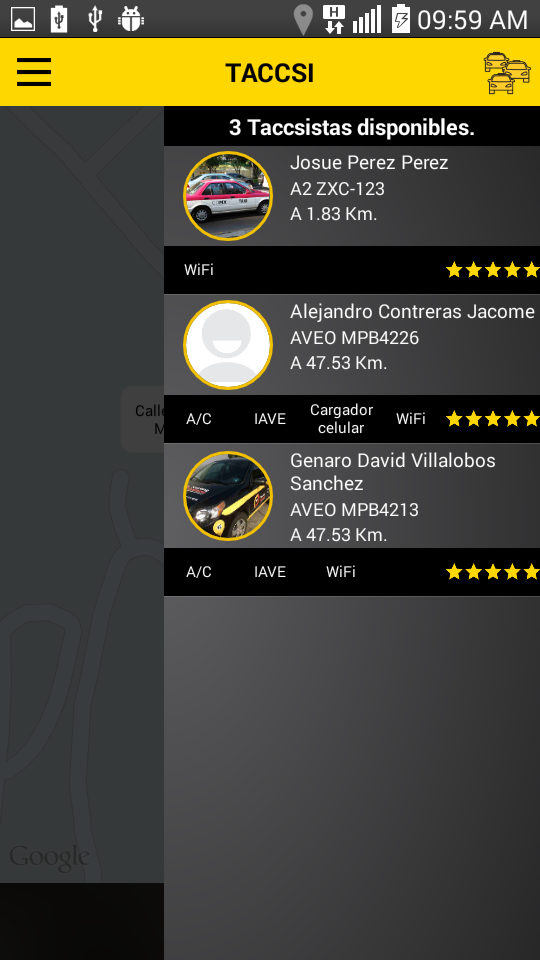 H
09:59 AM
TACCSI
3 Taccsistas disponibles.
Josue Perez Perez
A2 ZXC-123
A 1.83 Km.
WiFi
Alejandro Contreras Jacome
AVEO MPB4226
A 47.53 Km.
Calle
M
A/C IAVE Cargador celular WiFi
Genaro David Villalobos
Sanchez
AVEO MPB4213
A 47.53 Km.
A/C IAVE WiFi
Google